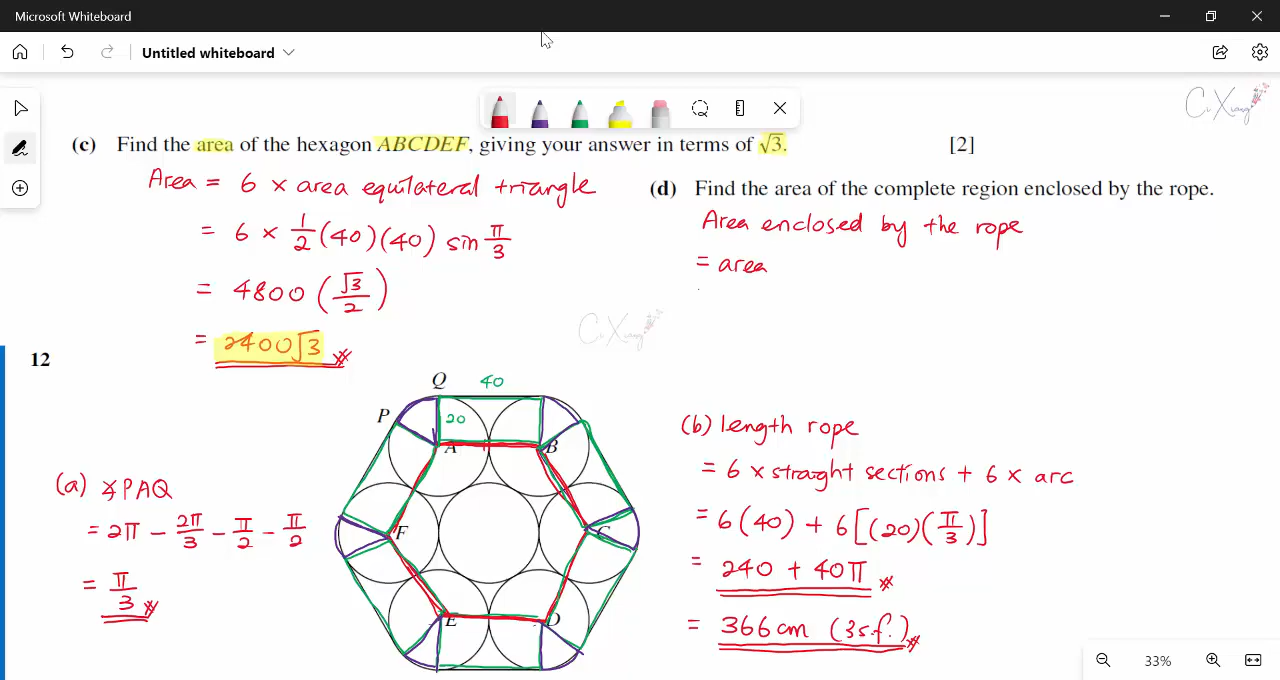 Microsoft Whiteboard
Untitled whiteboard
Ci Xiang
(c) Find the area of the hexagon ABCDEF, giving your answer in terms of √3. [2]
Area = 6 × area equilateral triangle
= 6 × 1/2 (40)(40) sin π/3
= 4800 (√3/2)
= 2400√3
(d) Find the area of the complete region enclosed by the rope.
Area enclosed by the rope
= area
Ci Xiang
12
Q
40
P
20
A
B
F
C
E
D
(a) ∡PAQ
= 2π − 2π/3 − π/2 − π/2
= π/3
(b) length rope
= 6 × straight sections + 6 × arc
= 6(40) + 6[(20)(π/3)]
= 240 + 40π
= 366 cm (3s.f.)
33%